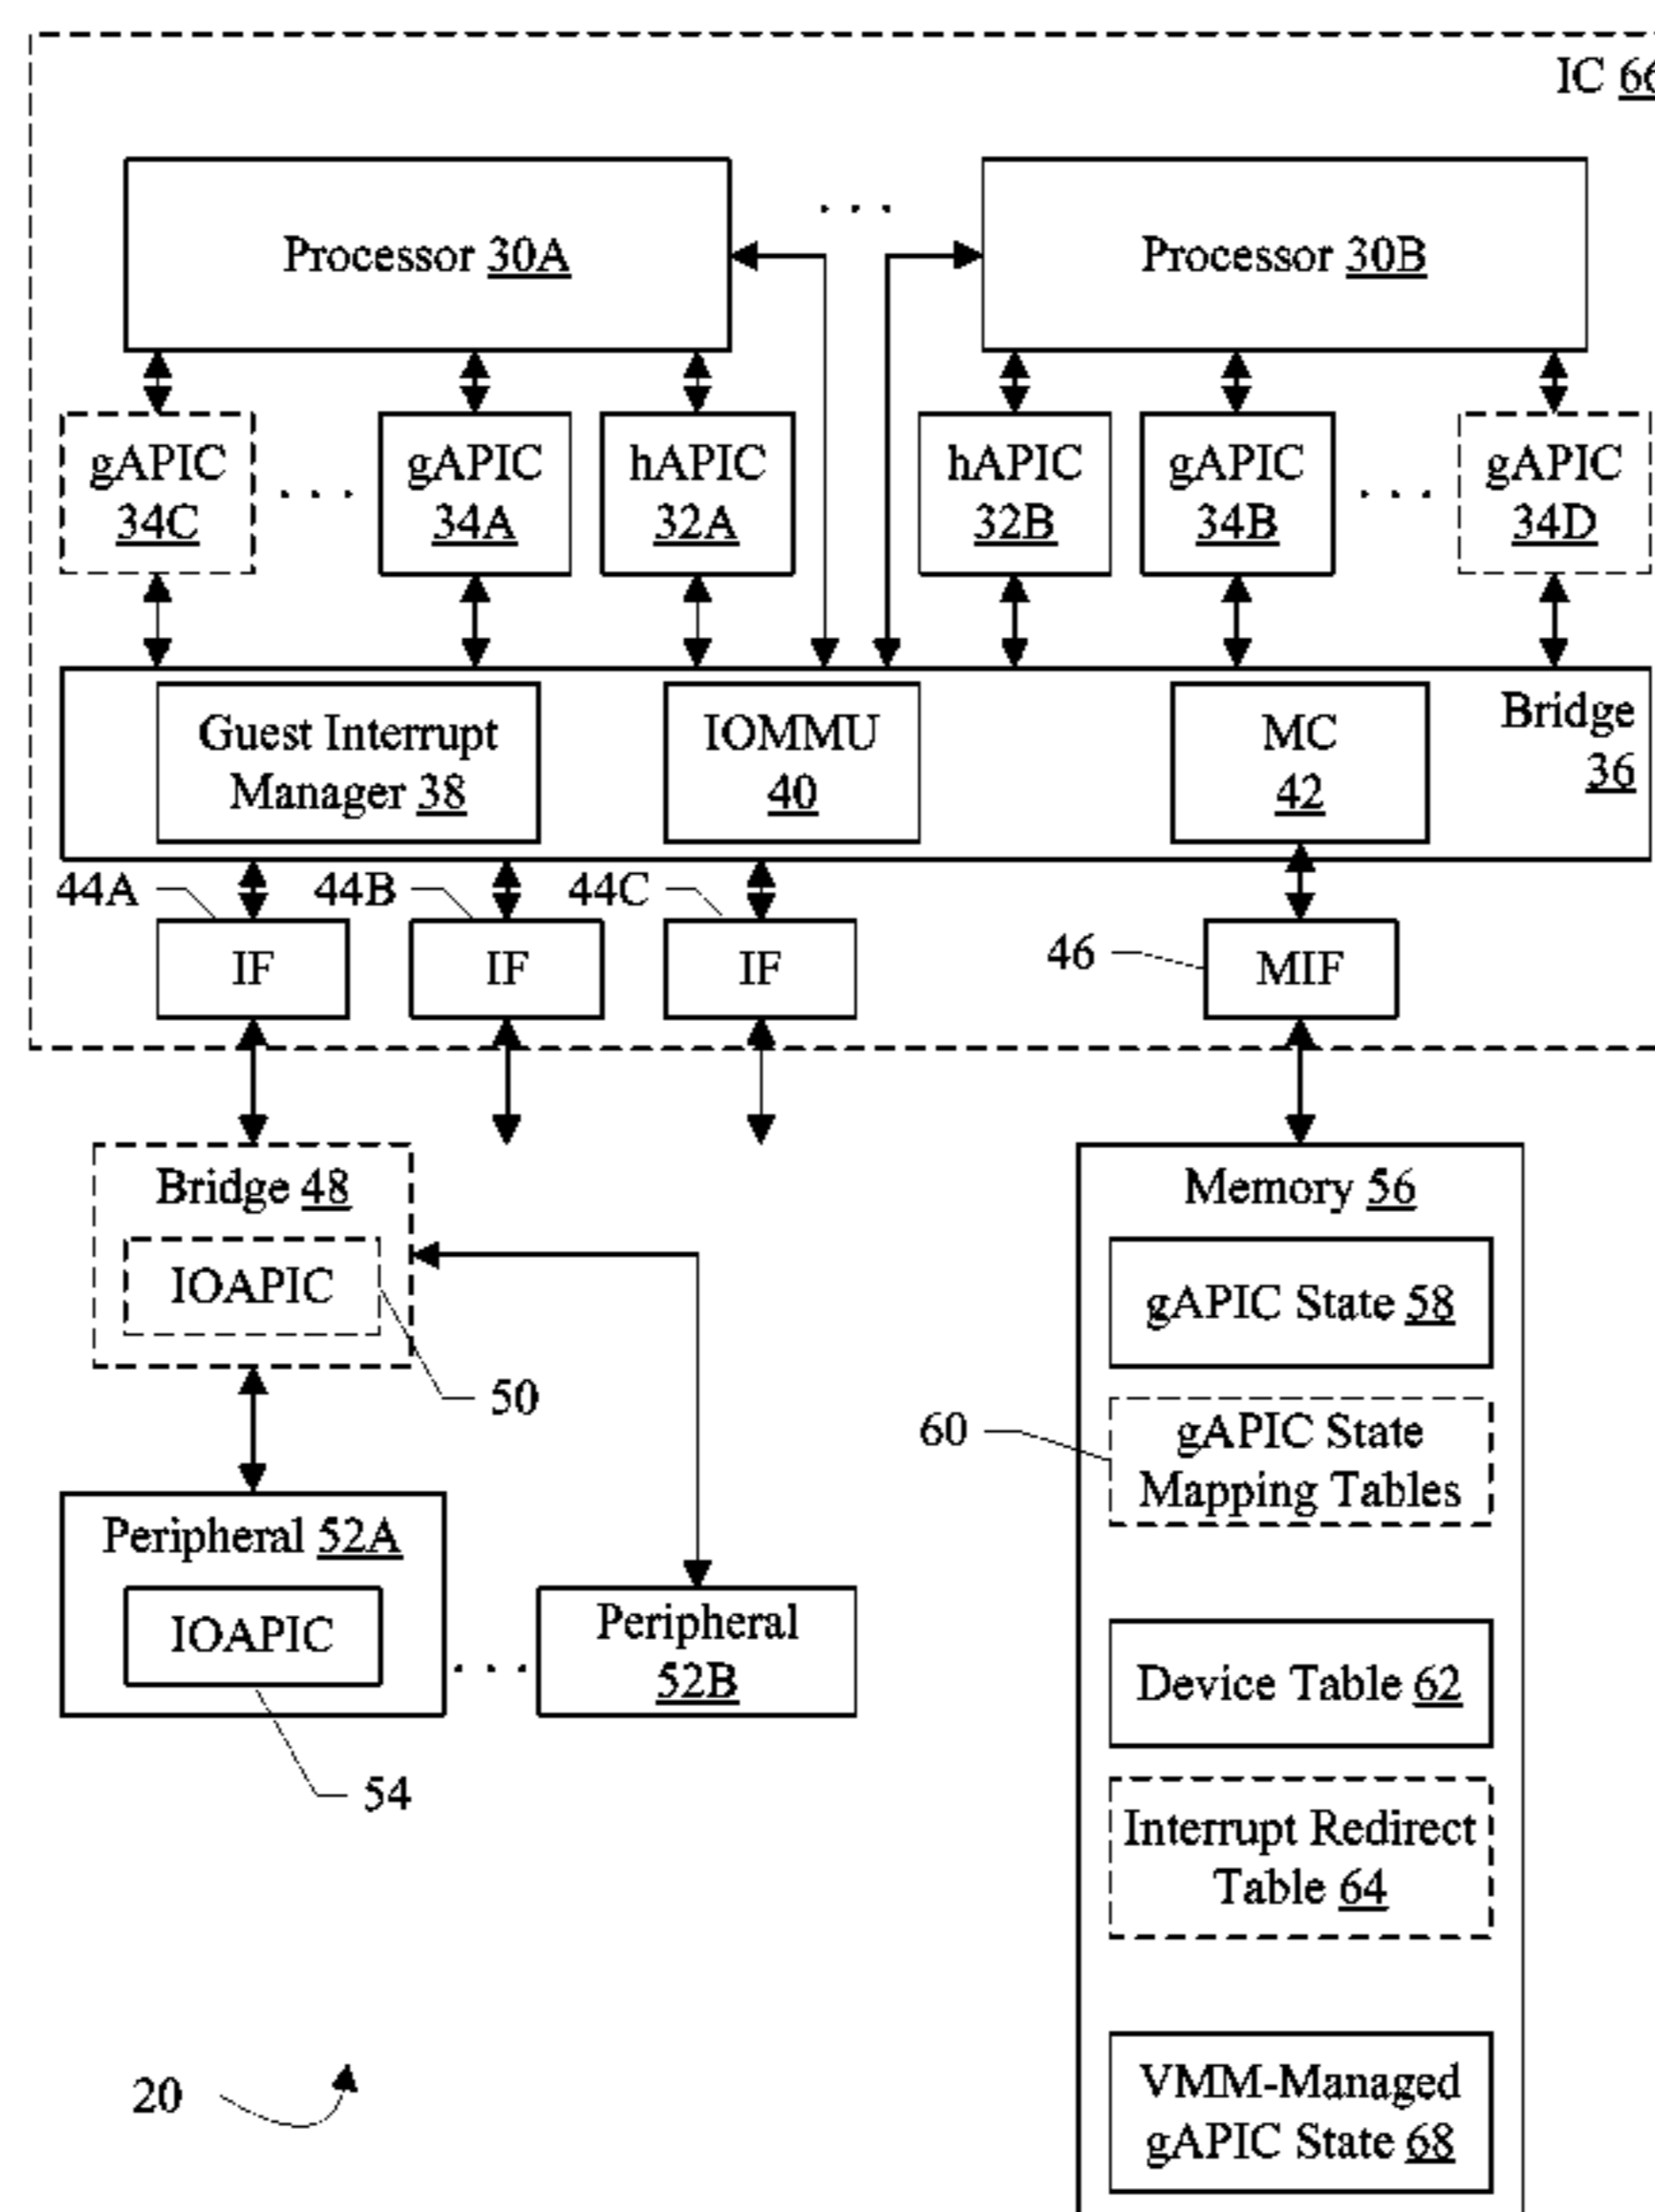 IC 66
Processor 30A
. . .
Processor 30B
gAPIC
34C
. . .
gAPIC
34A
hAPIC
32A
hAPIC
32B
gAPIC
34B
. . .
gAPIC
34D
Guest Interrupt
Manager 38
IOMMU
40
MC
42
Bridge
36
44A
44B
44C
IF
IF
IF
46
MIF
Bridge 48
IOAPIC
50
Peripheral 52A
IOAPIC
54
. . .
Peripheral
52B
Memory 56
gAPIC State 58
60
gAPIC State
Mapping Tables
Device Table 62
Interrupt Redirect
Table 64
VMM-Managed
gAPIC State 68
20